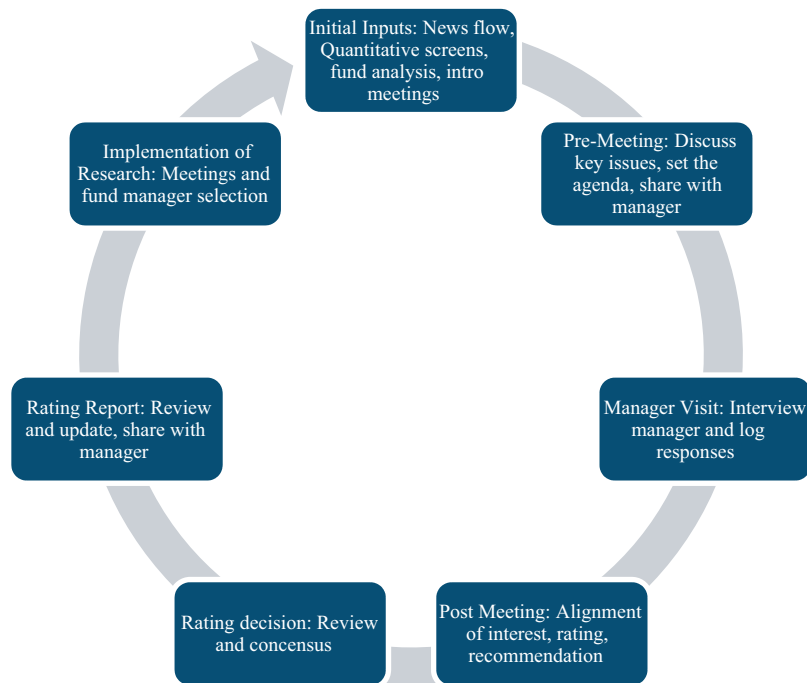 Initial Inputs: News flow,
Quantitative screens,
fund analysis, intro
meetings
Pre-Meeting: Discuss
key issues, set the
agenda, share with
manager
Manager Visit: Interview
manager and log
responses
Post Meeting: Alignment
of interest, rating,
recommendation
Rating decision: Review
and concensus
Rating Report: Review
and update, share with
manager
Implementation of
Research: Meetings and
fund manager selection